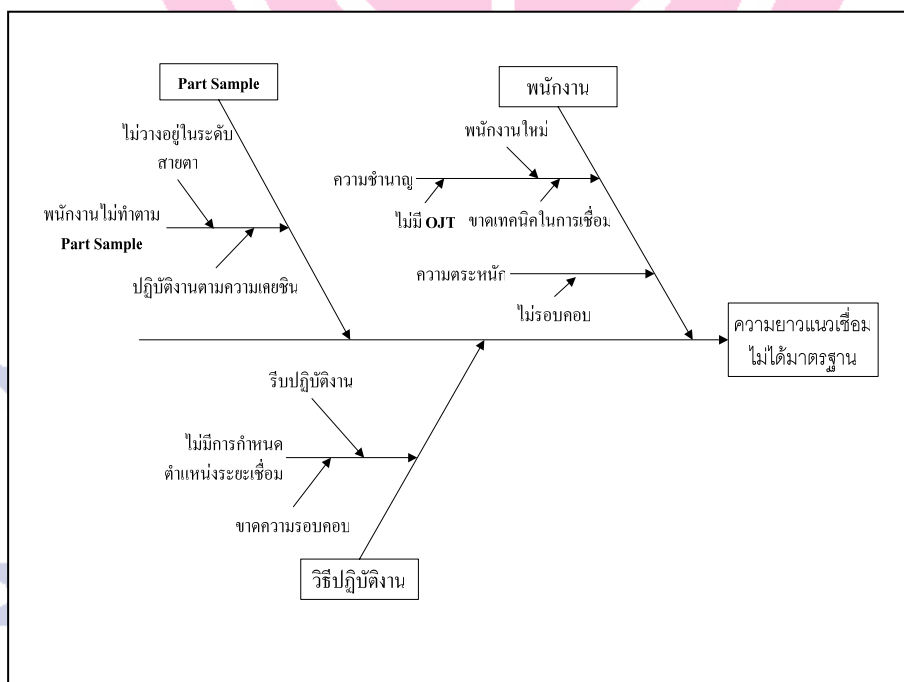 Part Sample
พนักงาน
ไม่วางอยู่ในระดับ
สายตา
พนักงานใหม่
ความชำนาญ
ไม่มี OJT
ขาดเทคนิคในการเชื่อม
พนักงานไม่ทำตาม
Part Sample
ปฏิบัติงานตามความเคยชิน
ความตระหนัก
ไม่รอบคอบ
ความยาวแนวเชื่อม
ไม่ได้มาตรฐาน
รีบปฏิบัติงาน
ไม่มีการกำหนด
ตำแหน่งระยะเชื่อม
ขาดความรอบคอบ
วิธีปฏิบัติงาน